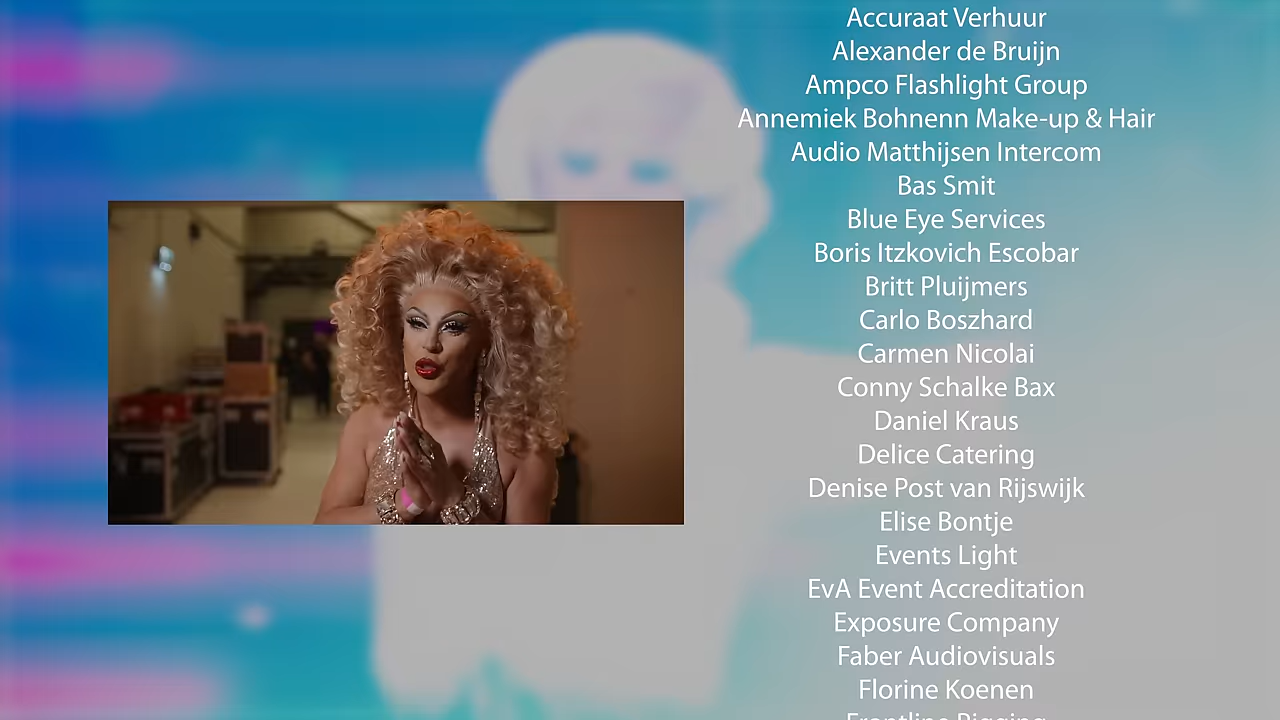 Accuraat Verhuur
Alexander de Bruijn
Ampco Flashlight Group
Annemiek Bohnenn Make-up & Hair
Audio Matthijsen Intercom
Bas Smit
Blue Eye Services
Boris Itzkovich Escobar
Britt Pluijmers
Carlo Boszhard
Carmen Nicolai
Conny Schalke Bax
Daniel Kraus
Delice Catering
Denise Post van Rijswijk
Elise Bontje
Events Light
EvA Event Accreditation
Exposure Company
Faber Audiovisuals
Florine Koenen
Frontline Rigging